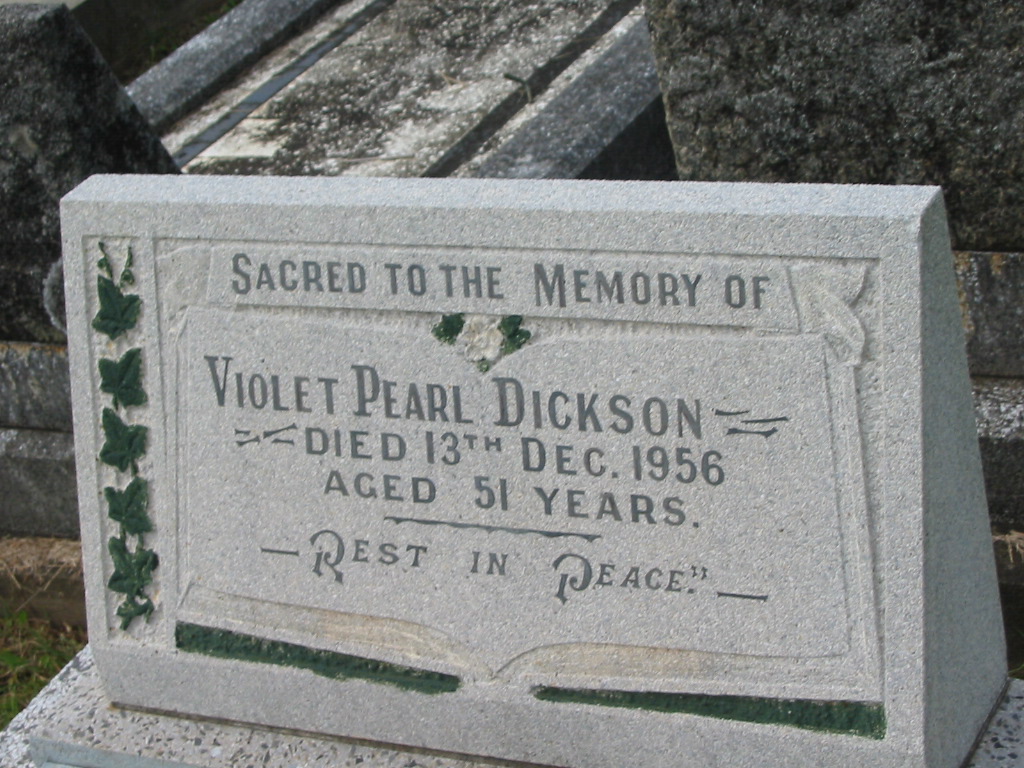 SACRED TO THE MEMORY OF
VIOLET PEARL DICKSON
DIED 13TH DEC. 1956
AGED 51 YEARS.
REST IN PEACE."